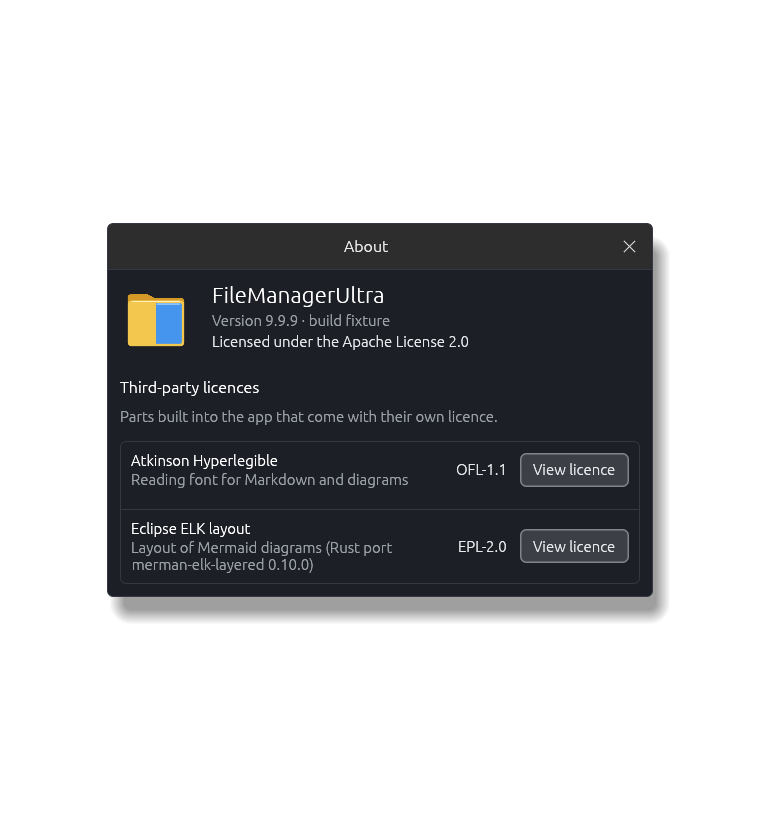 About
FileManagerUltra
Version 9.9.9 · build fixture
Licensed under the Apache License 2.0
Third-party licences
Parts built into the app that come with their own licence.
Atkinson Hyperlegible
Reading font for Markdown and diagrams
OFL-1.1
View licence
Eclipse ELK layout
Layout of Mermaid diagrams (Rust port
merman-elk-layered 0.10.0)
EPL-2.0
View licence